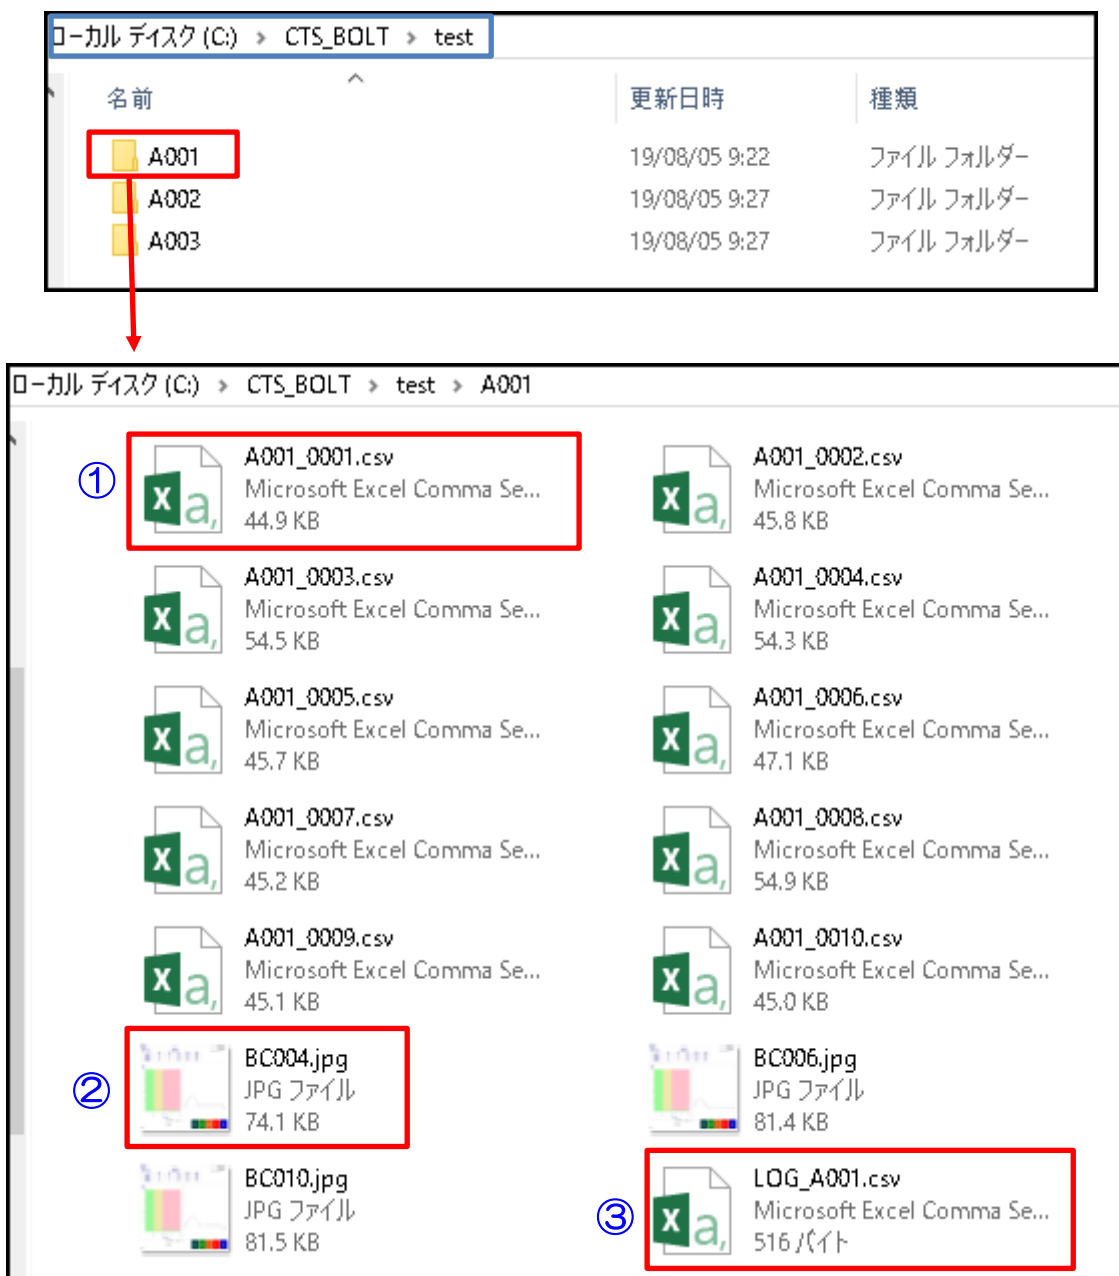 ローカル ディスク (C:) > CTS_BOLT > test
名前 更新日時 種類
A001 19/08/05 9:22 ファイル フォルダー
A002 19/08/05 9:27 ファイル フォルダー
A003 19/08/05 9:27 ファイル フォルダー
ローカル ディスク (C:) > CTS_BOLT > test > A001
①
A001_0001.csv
Microsoft Excel Comma Se...
44.9 KB
A001_0002.csv
Microsoft Excel Comma Se...
45.8 KB
A001_0003.csv
Microsoft Excel Comma Se...
54.5 KB
A001_0004.csv
Microsoft Excel Comma Se...
54.3 KB
A001_0005.csv
Microsoft Excel Comma Se...
45.7 KB
A001_0006.csv
Microsoft Excel Comma Se...
47.1 KB
A001_0007.csv
Microsoft Excel Comma Se...
45.2 KB
A001_0008.csv
Microsoft Excel Comma Se...
54.9 KB
A001_0009.csv
Microsoft Excel Comma Se...
45.1 KB
A001_0010.csv
Microsoft Excel Comma Se...
45.0 KB
②
BC004.jpg
JPG ファイル
74.1 KB
BC006.jpg
JPG ファイル
81.4 KB
BC010.jpg
JPG ファイル
81.5 KB
③
LOG_A001.csv
Microsoft Excel Comma Se...
516 バイト